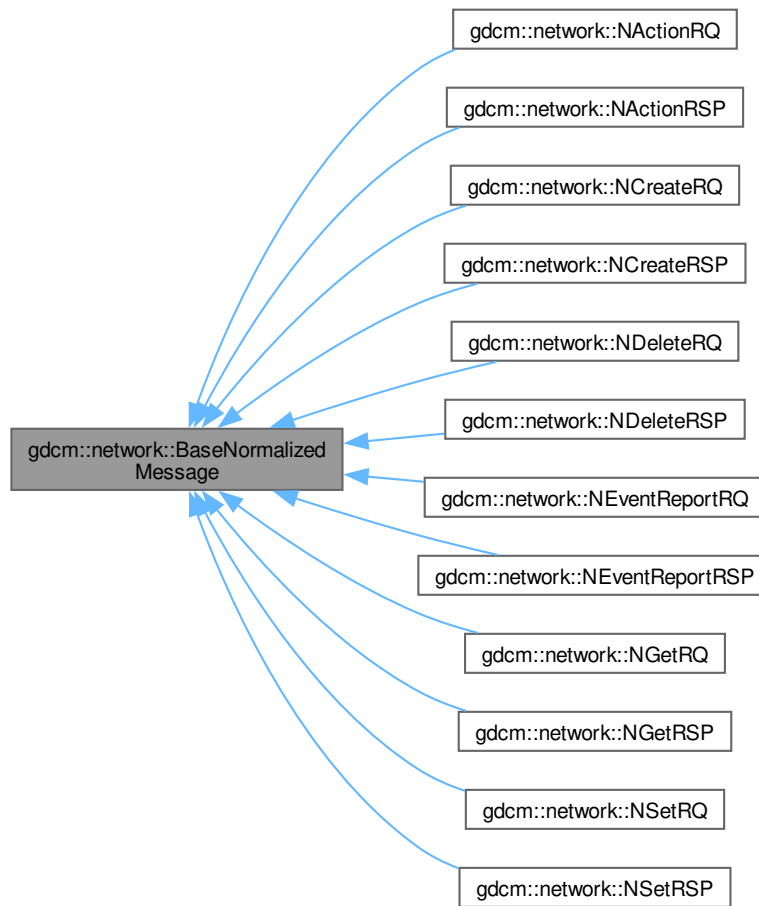 gdcm::network::NActionRQ
gdcm::network::NActionRSP
gdcm::network::NCreateRQ
gdcm::network::NCreateRSP
gdcm::network::NDeleteRQ
gdcm::network::NDeleteRSP
gdcm::network::BaseNormalized
Message
gdcm::network::NEventReportRQ
gdcm::network::NEventReportRSP
gdcm::network::NGetRQ
gdcm::network::NGetRSP
gdcm::network::NSetRQ
gdcm::network::NSetRSP